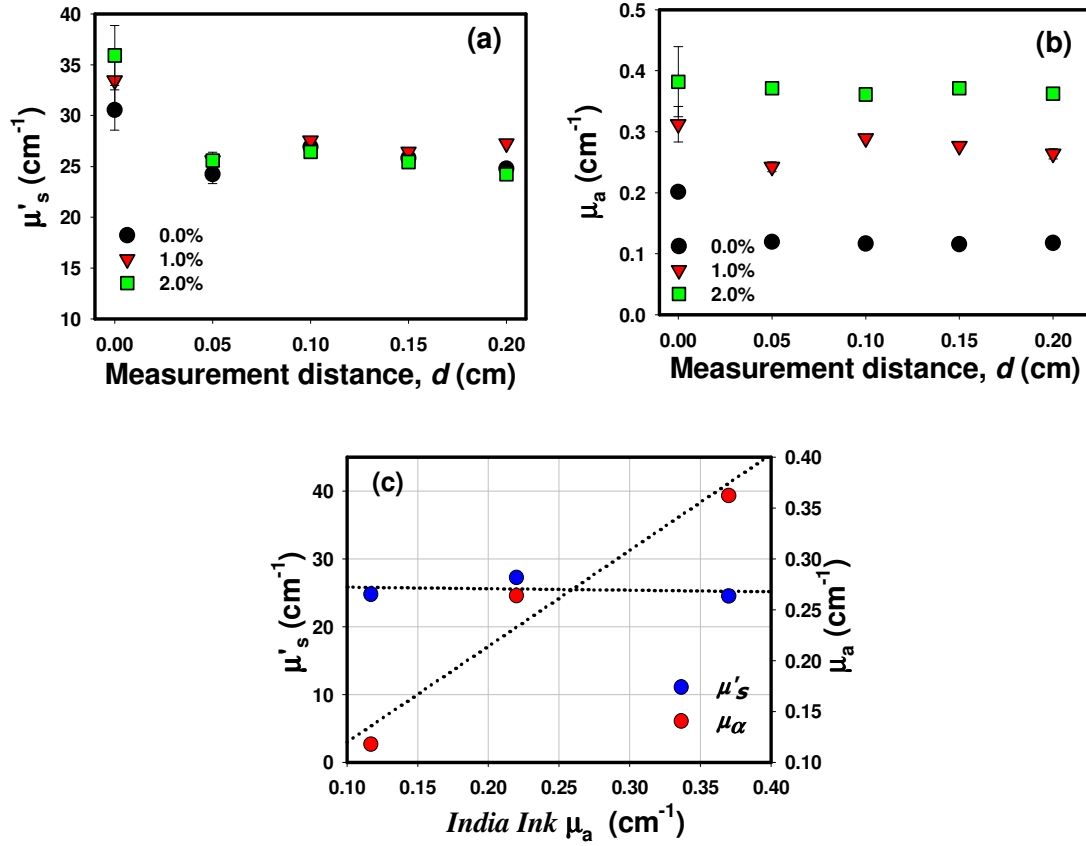 (a)
40
35
30
25
20
15
10
μ's (cm-1)
0.0%
1.0%
2.0%
0.00 0.05 0.10 0.15 0.20
Measurement distance, d (cm)
(b)
0.5
0.4
0.3
0.2
0.1
0.0
μa (cm-1)
0.0%
1.0%
2.0%
0.00 0.05 0.10 0.15 0.20
Measurement distance, d (cm)
(c)
40
30
20
10
0
μ's (cm-1)
0.40
0.35
0.30
0.25
0.20
0.15
0.10
μa (cm-1)
μ's
μα
0.10 0.15 0.20 0.25 0.30 0.35 0.40
India Ink μa (cm-1)